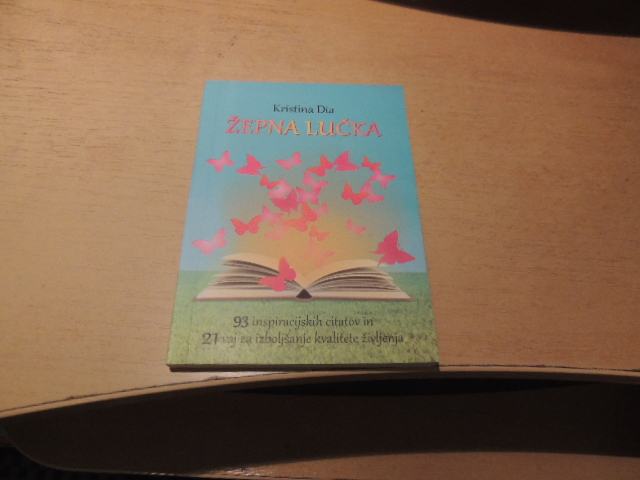 Kristina Dia
ŽEPNA LUČKA
93 inspiracijskih citatov in
21 vaj za izboljšanje kvalitete življenja